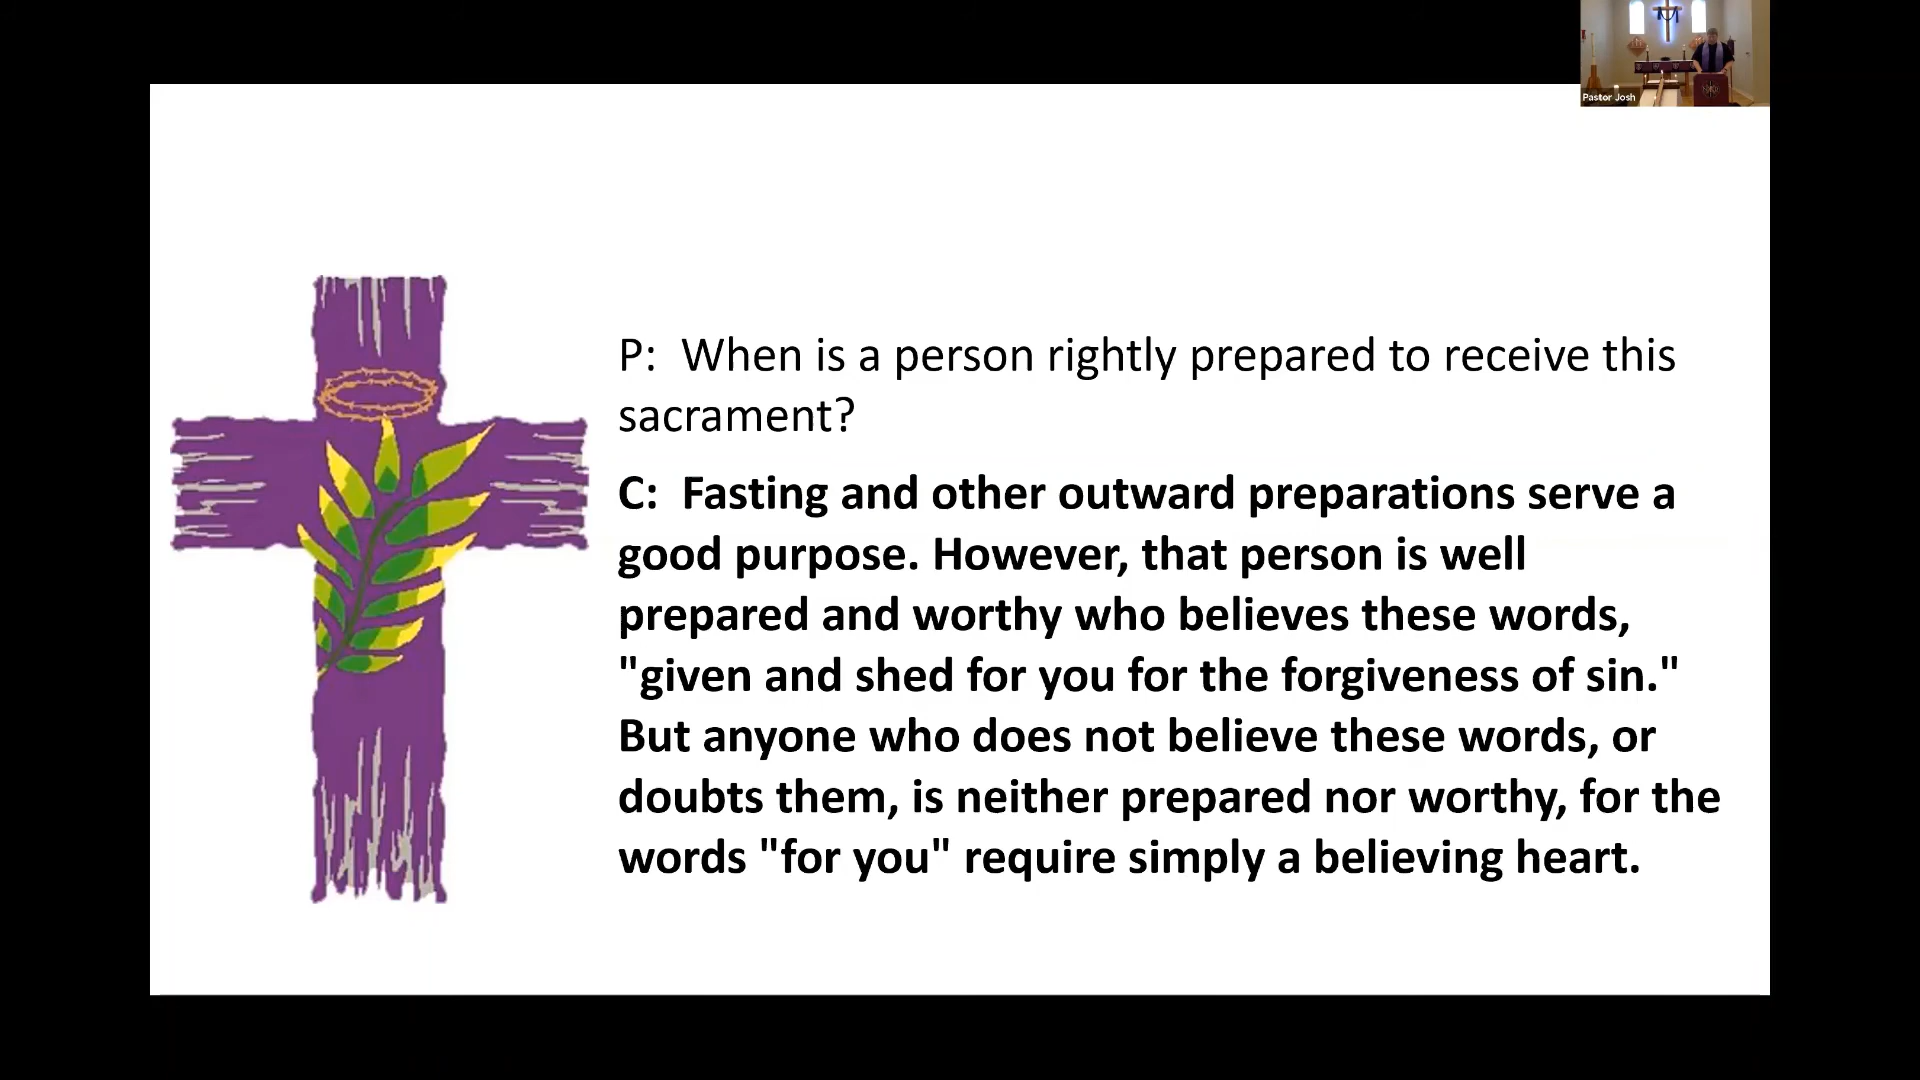 Pastor Josh
P: When is a person rightly prepared to receive this
sacrament?
C: Fasting and other outward preparations serve a
good purpose. However, that person is well
prepared and worthy who believes these words,
"given and shed for you for the forgiveness of sin."
But anyone who does not believe these words, or
doubts them, is neither prepared nor worthy, for the
words "for you" require simply a believing heart.